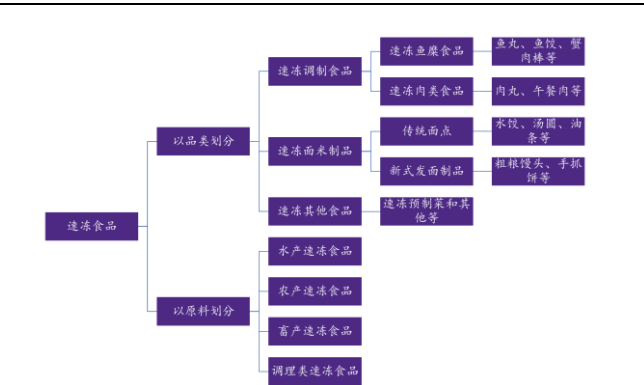 速冻食品
以品类划分
速冻调制食品
速冻鱼糜食品
鱼丸、鱼饺、蟹
肉棒等
速冻肉类食品
肉丸、午餐肉等
速冻面米制品
传统面点
水饺、汤圆、油
条等
新式发面制品
粗粮馒头、手抓
饼等
速冻其他食品
速冻预制菜和其
他等
以原料划分
水产速冻食品
农产速冻食品
畜产速冻食品
调理类速冻食品